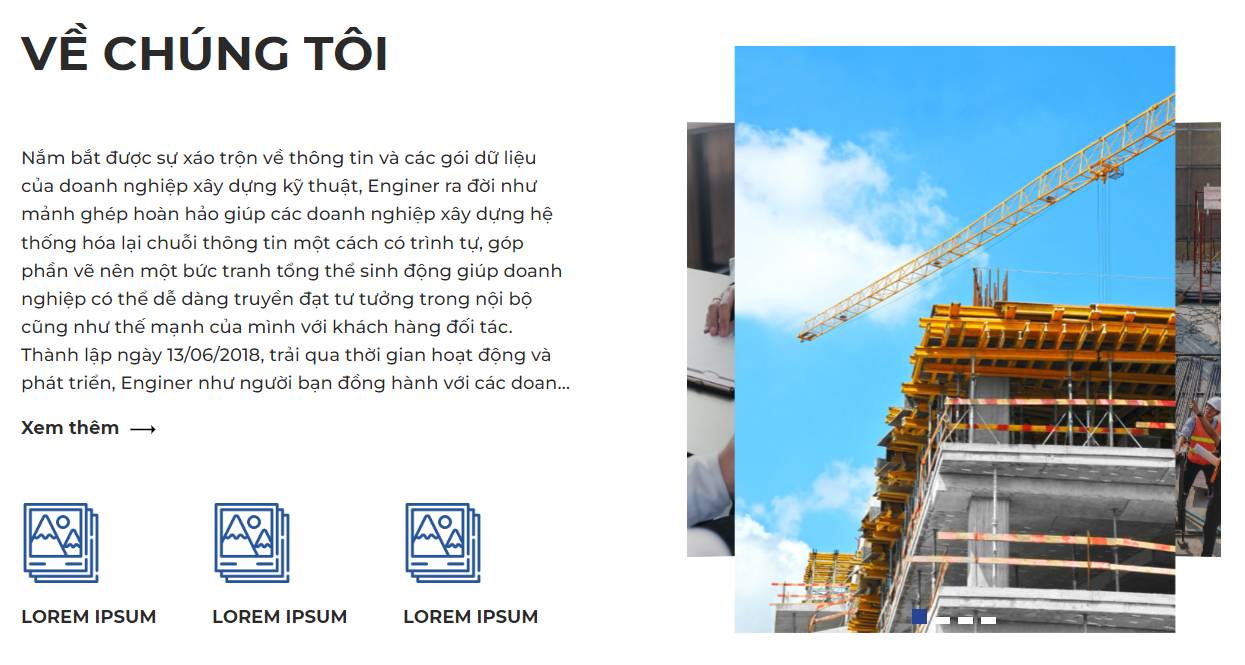 VỀ CHÚNG TÔI
Nắm bắt được sự xáo trộn về thông tin và các gói dữ liệu
của doanh nghiệp xây dựng kỹ thuật, Enginer ra đời như
mảnh ghép hoàn hảo giúp các doanh nghiệp xây dựng hệ
thống hóa lại chuỗi thông tin một cách có trình tự, góp
phần vẽ nên một bức tranh tổng thể sinh động giúp doanh
nghiệp có thể dễ dàng truyền đạt tư tưởng trong nội bộ
cũng như thế mạnh của mình với khách hàng đối tác.
Thành lập ngày 13/06/2018, trải qua thời gian hoạt động và
phát triển, Enginer như người bạn đồng hành với các doan...
Xem thêm
LOREM IPSUM LOREM IPSUM LOREM IPSUM